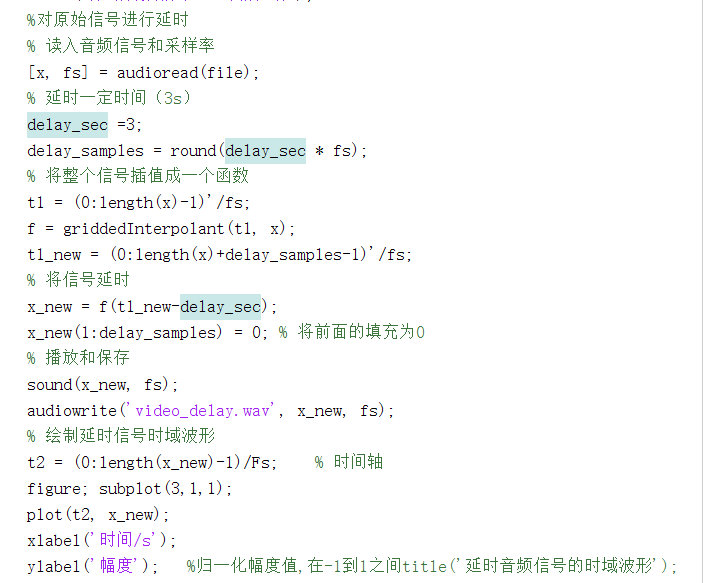 %对原始信号进行延时
% 读入音频信号和采样率
[x, fs] = audioread(file);
% 延时一定时间（3s）
delay_sec =3;
delay_samples = round(delay_sec * fs);
% 将整个信号插值成一个函数
t1 = (0:length(x)-1)'/fs;
f = griddedInterpolant(t1, x);
t1_new = (0:length(x)+delay_samples-1)'/fs;
% 将信号延时
x_new = f(t1_new-delay_sec);
x_new(1:delay_samples) = 0; % 将前面的填充为0
% 播放和保存
sound(x_new, fs);
audiowrite('video_delay.wav', x_new, fs);
% 绘制延时信号时域波形
t2 = (0:length(x_new)-1)/Fs;   % 时间轴
figure; subplot(3,1,1);
plot(t2, x_new);
xlabel('时间/s');
ylabel('幅度');   %归一化幅度值,在-1到1之间title('延时音频信号的时域波形');